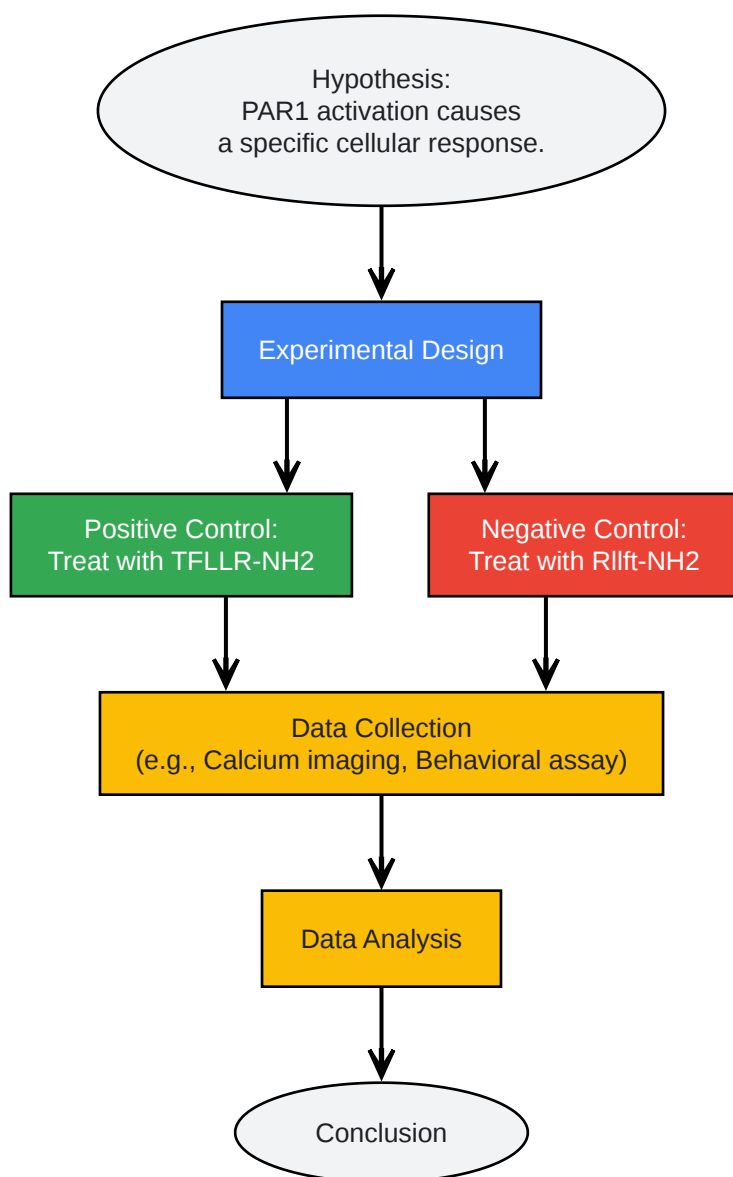 Hypothesis:
PAR1 activation causes
a specific cellular response.
Experimental Design
Positive Control:
Treat with TFLLR-NH2
Negative Control:
Treat with Rllft-NH2
Data Collection
(e.g., Calcium imaging, Behavioral assay)
Data Analysis
Conclusion